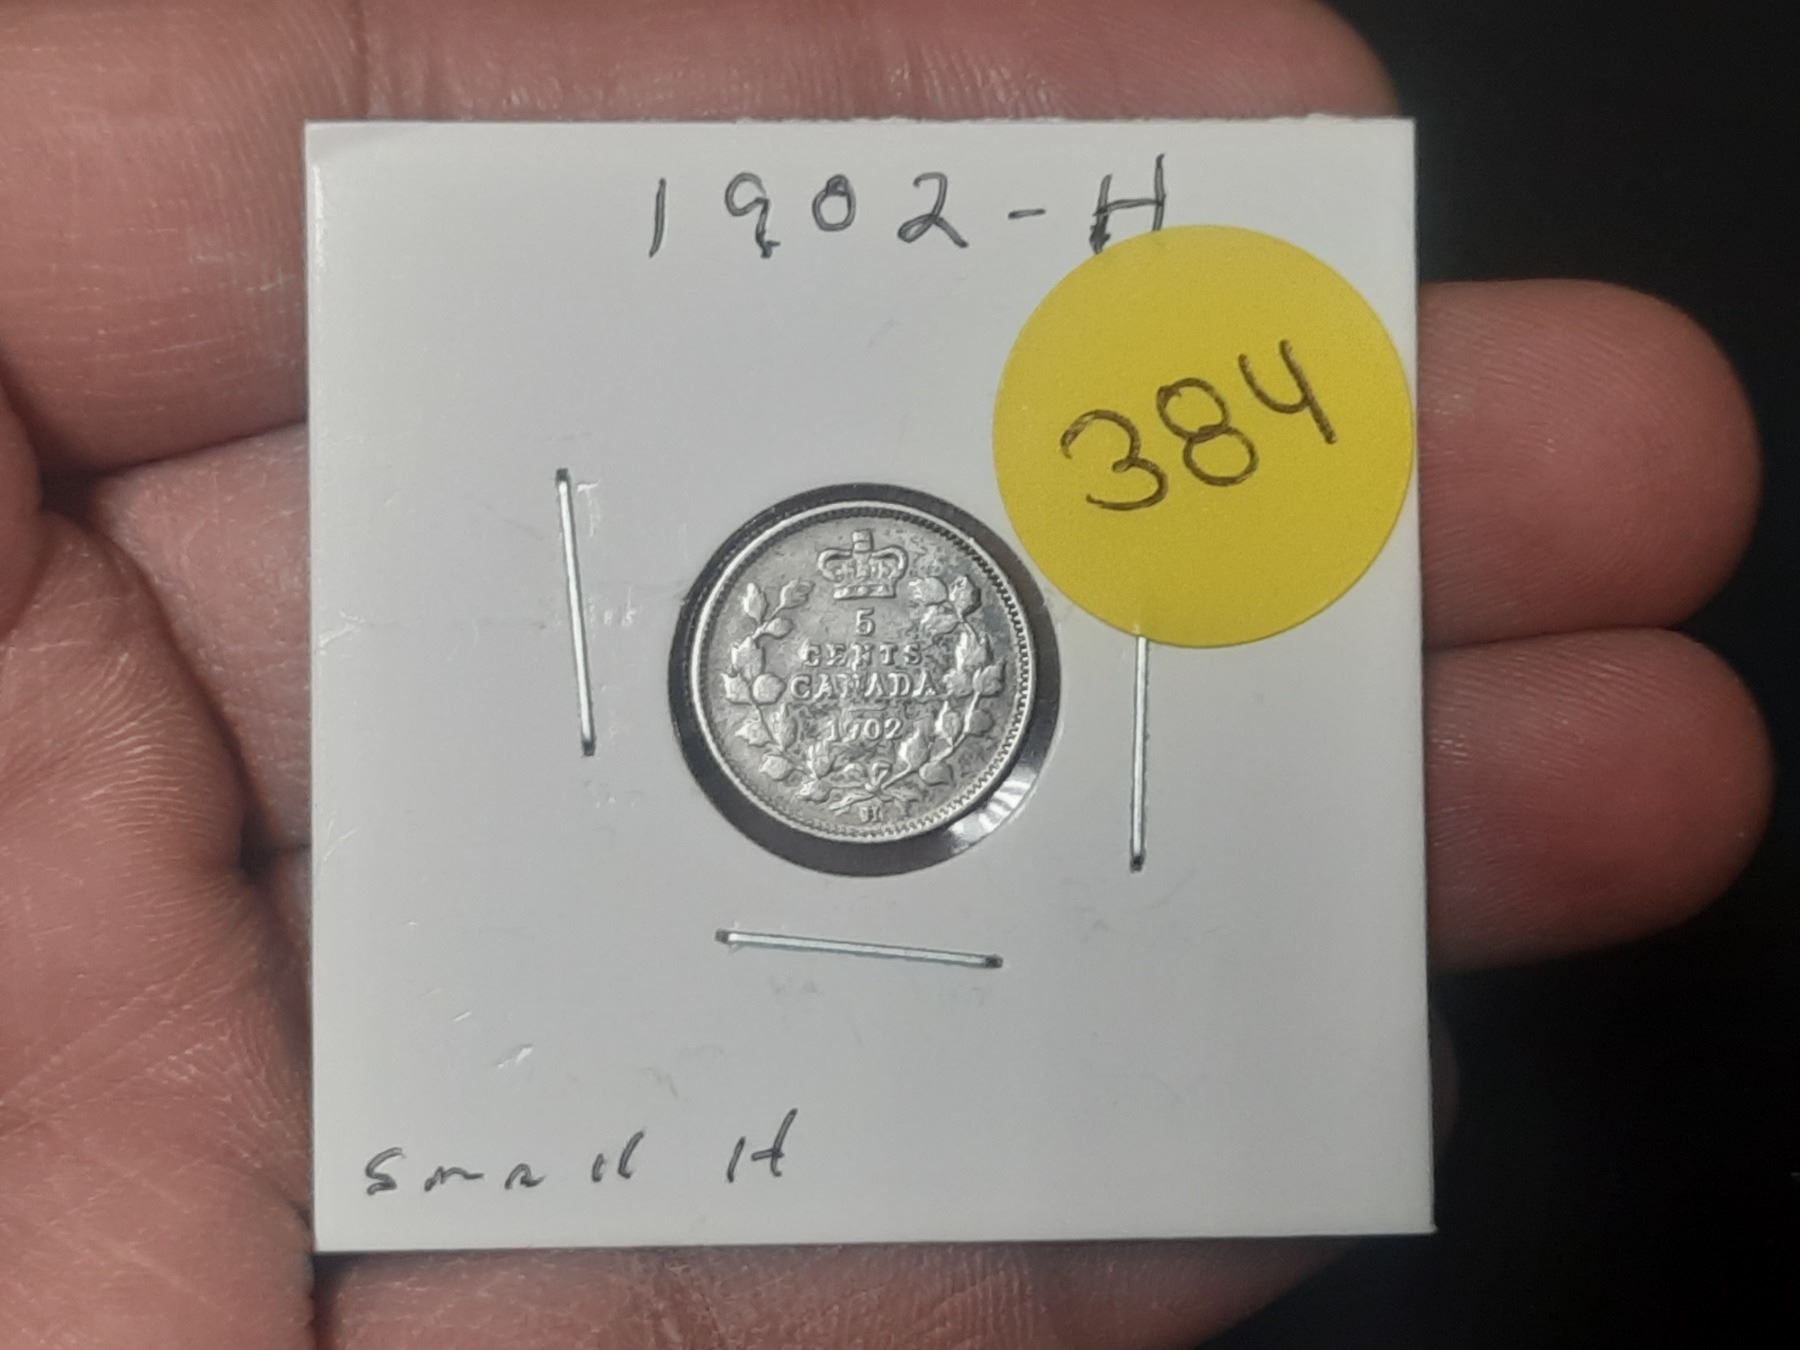 1902-H
384
5
CENTS
CANADA
1902
H
Small H